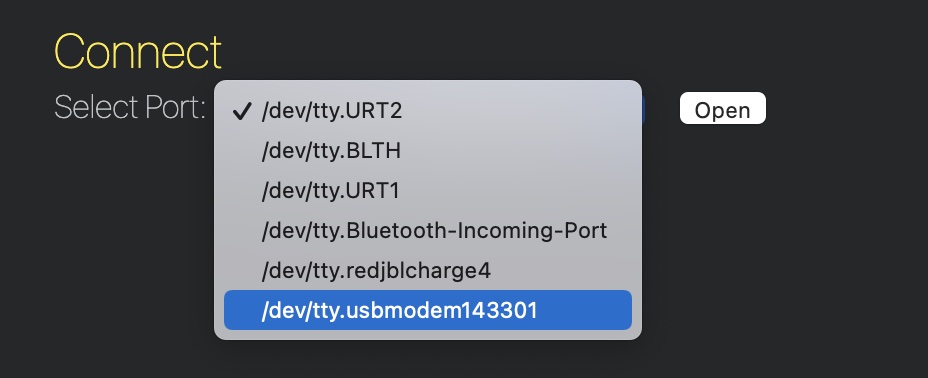 Connect
Select Port:
✓ /dev/tty.URT2
Open
/dev/tty.BLTH
/dev/tty.URT1
/dev/tty.Bluetooth-Incoming-Port
/dev/tty.redjblcharge4
/dev/tty.usbmodem143301